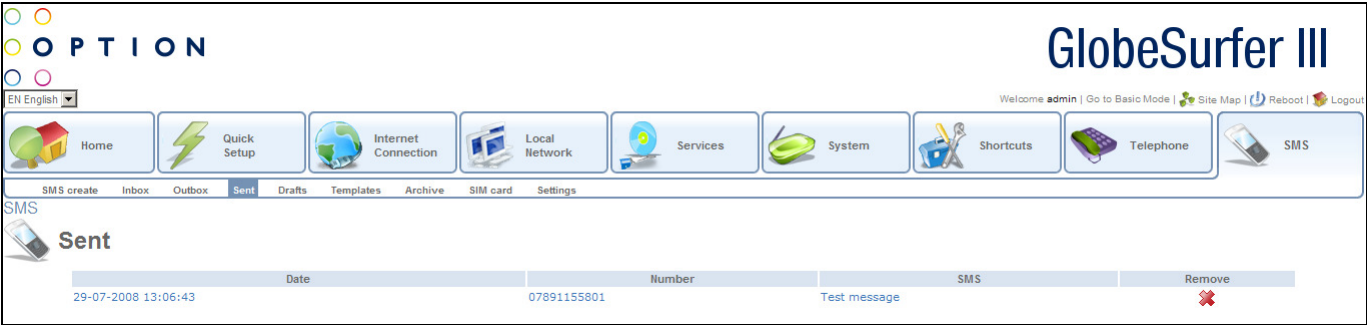 OPTION
GlobeSurfer III
EN English
Welcome admin | Go to Basic Mode | Site Map | Reboot | Logout
Home
Quick Setup
Internet Connection
Local Network
Services
System
Shortcuts
Telephone
SMS
SMS create Inbox Outbox Sent Drafts Templates Archive SIM card Settings
SMS
Sent
Date Number SMS Remove
29-07-2008 13:06:43 07891155801 Test message